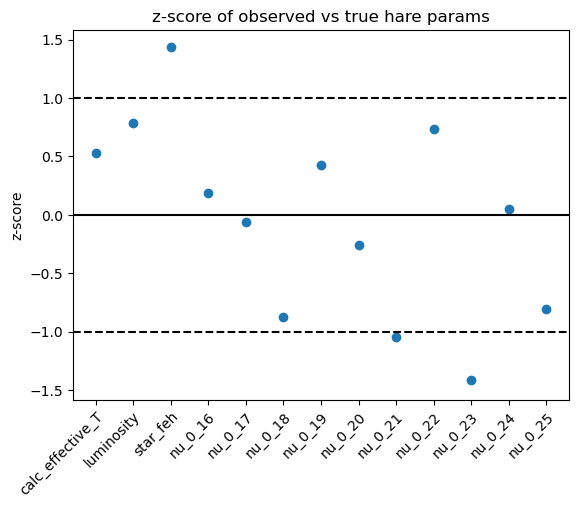 z-score of observed vs true hare params
z-score
1.5
1.0
0.5
0.0
−0.5
−1.0
−1.5
calc_effective_T
luminosity
star_feh
nu_0_16
nu_0_17
nu_0_18
nu_0_19
nu_0_20
nu_0_21
nu_0_22
nu_0_23
nu_0_24
nu_0_25